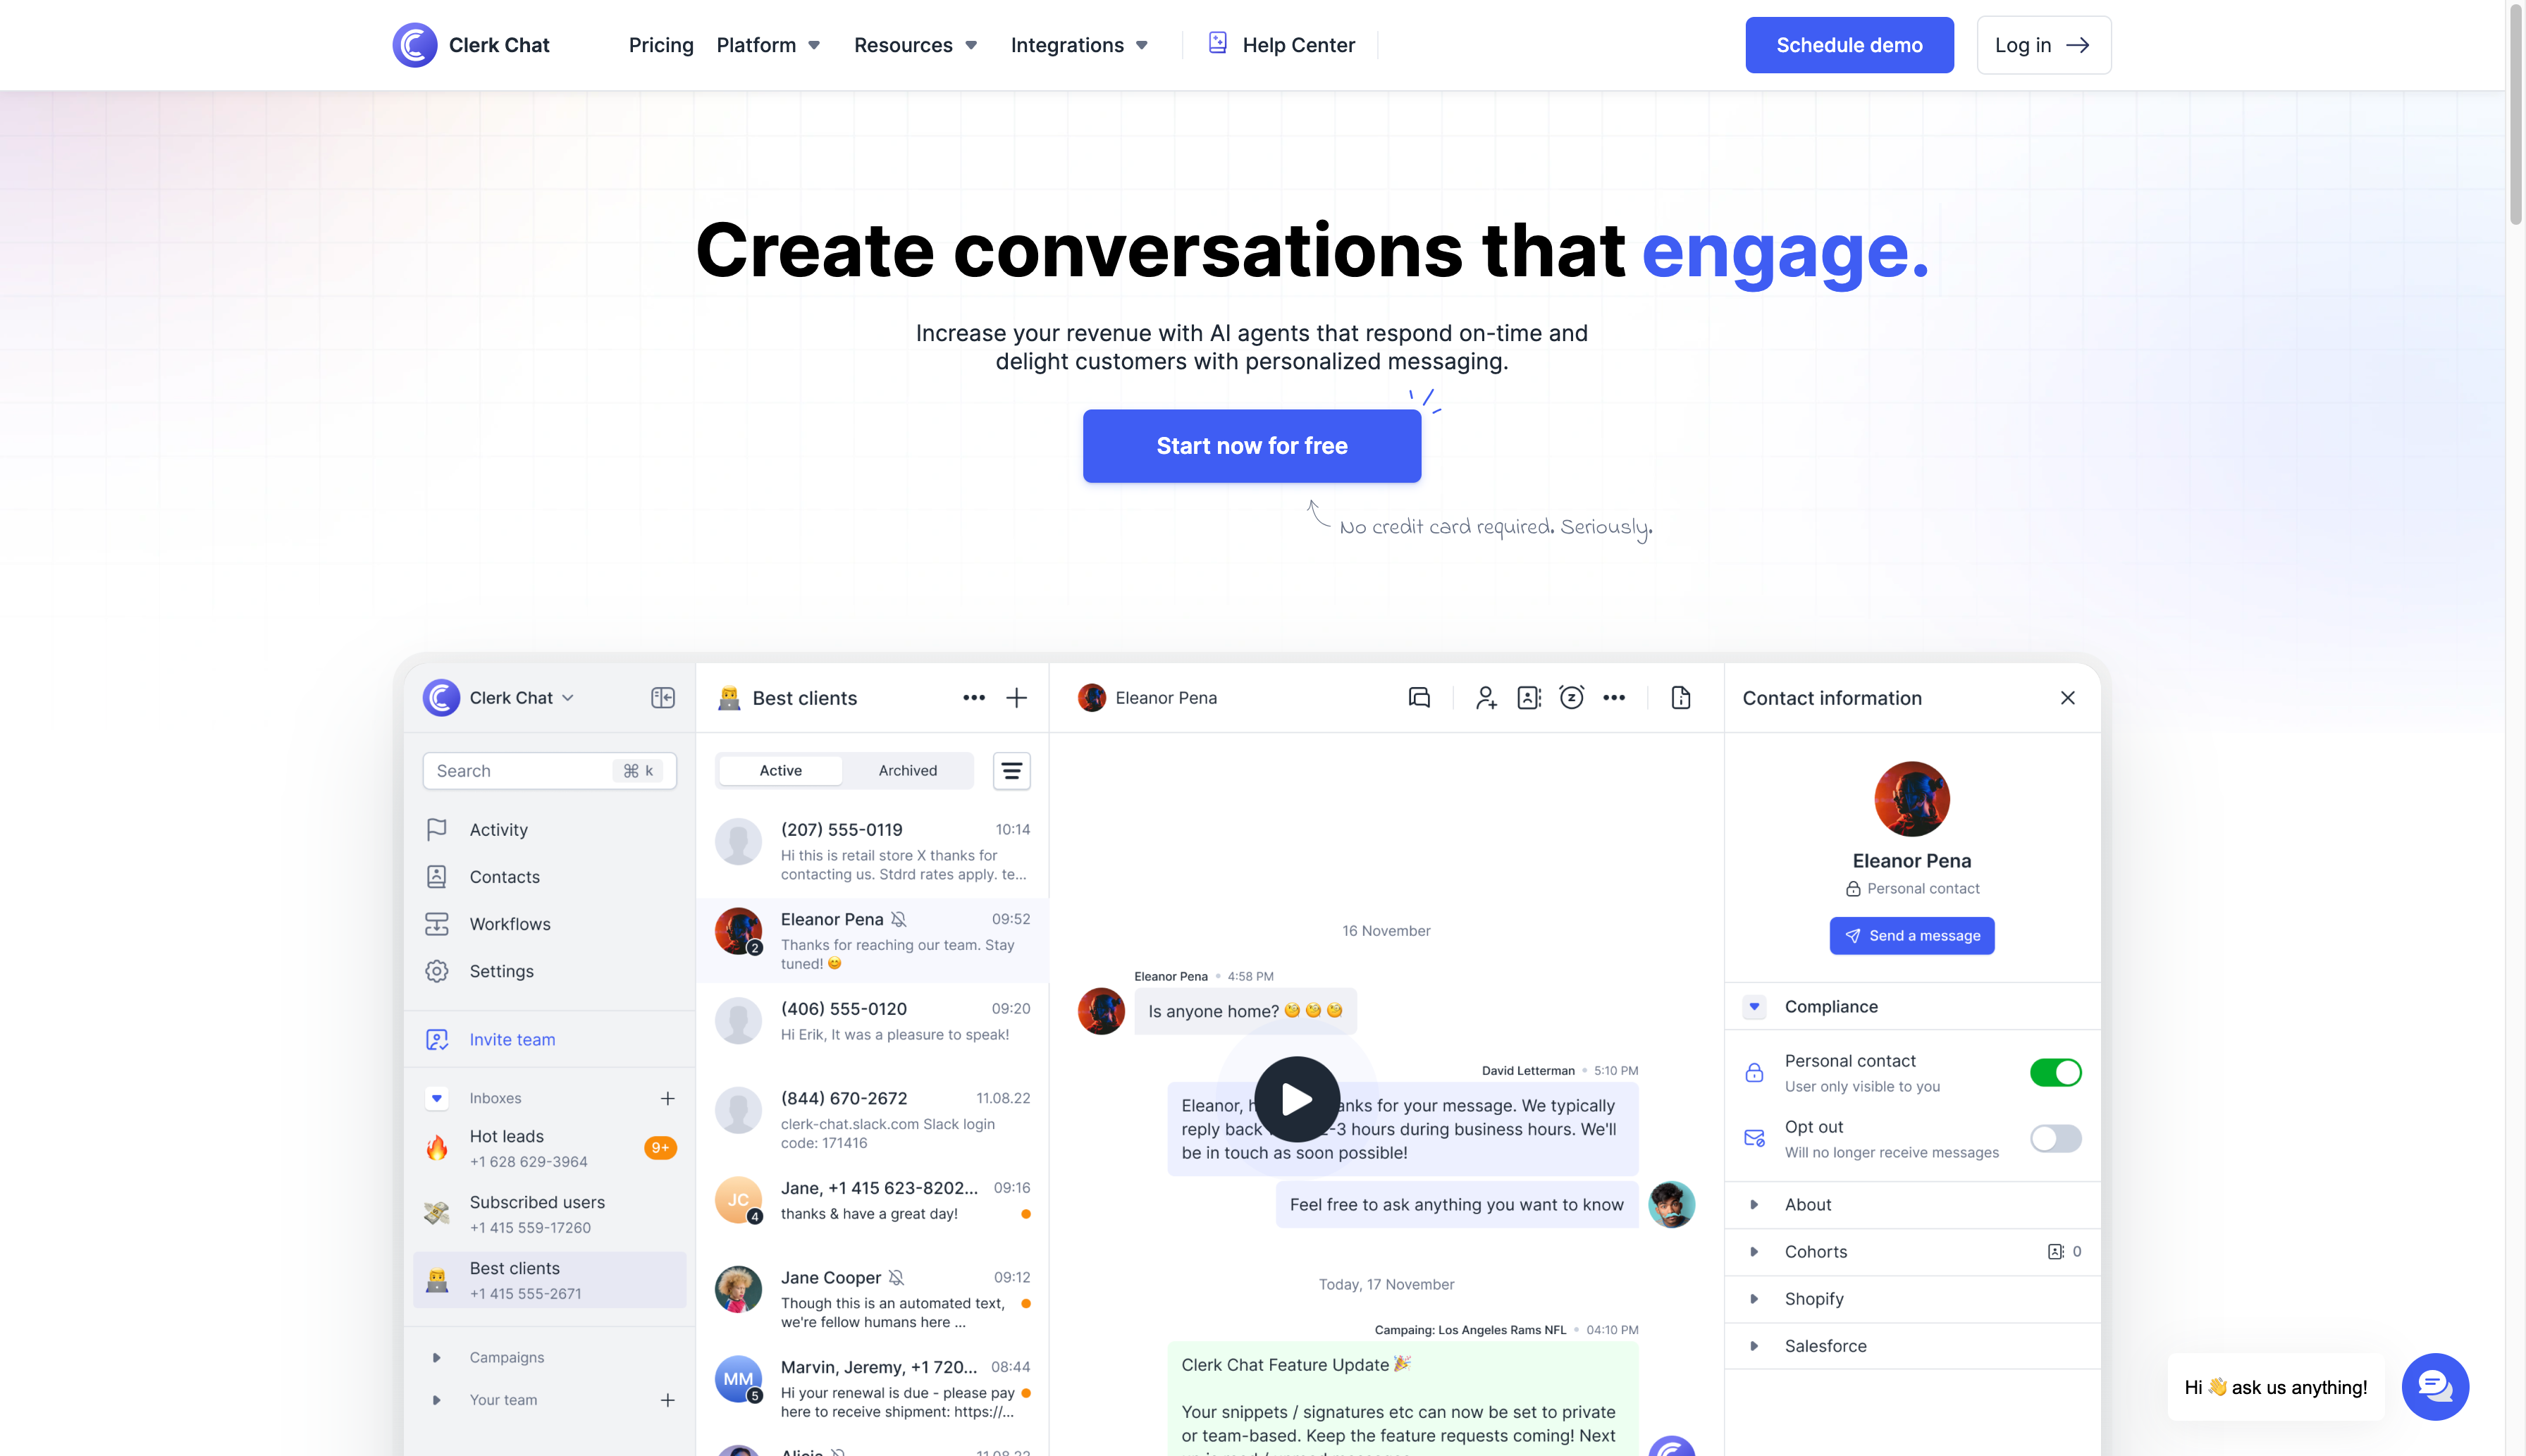 Clerk Chat
Pricing
Platform
Resources
Integrations
Help Center
Schedule demo
Log in
Create conversations that engage.
Increase your revenue with AI agents that respond on-time and
delight customers with personalized messaging.
Start now for free
No credit card required. Seriously.
Clerk Chat
Search
⌘ k
Activity
Contacts
Workflows
Settings
Invite team
Inboxes
Hot leads
+1 628 629-3964
9+
Subscribed users
+1 415 559-17260
Best clients
+1 415 555-2671
Campaigns
Your team
Best clients
Active
Archived
(207) 555-0119
10:14
Hi this is retail store X thanks for
contacting us. Stdrd rates apply. te...
Eleanor Pena
09:52
2
Thanks for reaching our team. Stay
tuned! 😊
(406) 555-0120
09:20
Hi Erik, It was a pleasure to speak!
(844) 670-2672
11.08.22
clerk-chat.slack.com Slack login
code: 171416
JC
4
Jane, +1 415 623-8202...
09:16
thanks & have a great day!
Jane Cooper
09:12
Though this is an automated text,
we're fellow humans here ...
MM
5
Marvin, Jeremy, +1 720...
08:44
Hi your renewal is due - please pay
here to receive shipment: https://...
Eleanor Pena
16 November
Eleanor Pena • 4:58 PM
Is anyone home? 🧐 🧐 🧐
David Letterman • 5:10 PM
Eleanor, for your message. We typically
reply back hours during business hours. We'll
be in touch as soon possible!
Feel free to ask anything you want to know
Today, 17 November
Campaing: Los Angeles Rams NFL • 04:10 PM
Clerk Chat Feature Update 🎉
Your snippets / signatures etc can now be set to private
or team-based. Keep the feature requests coming! Next
Contact information
Eleanor Pena
Personal contact
Send a message
Compliance
Personal contact
User only visible to you
Opt out
Will no longer receive messages
About
Cohorts
0
Shopify
Salesforce
Hi 👋 ask us anything!